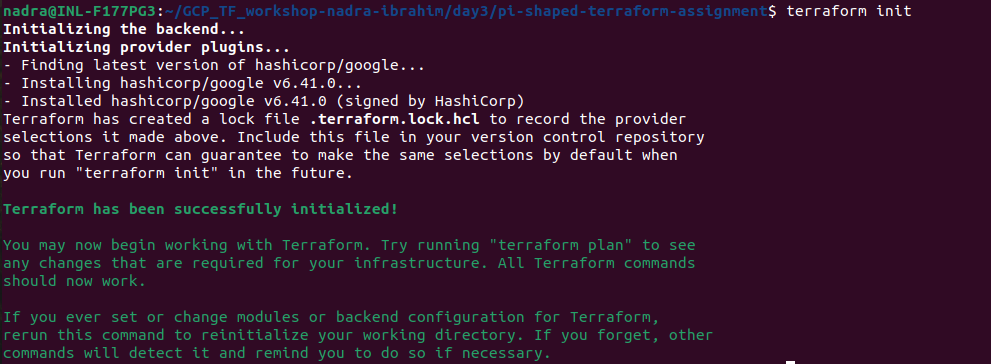 nadra@INL-F177PG3:~/GCP_TF_workshop-nadra-ibrahim/day3/pi-shaped-terraform-assignment$ terraform init
Initializing the backend...
Initializing provider plugins...
- Finding latest version of hashicorp/google...
- Installing hashicorp/google v6.41.0...
- Installed hashicorp/google v6.41.0 (signed by HashiCorp)
Terraform has created a lock file .terraform.lock.hcl to record the provider
selections it made above. Include this file in your version control repository
so that Terraform can guarantee to make the same selections by default when
you run "terraform init" in the future.
Terraform has been successfully initialized!
You may now begin working with Terraform. Try running "terraform plan" to see
any changes that are required for your infrastructure. All Terraform commands
should now work.
If you ever set or change modules or backend configuration for Terraform,
rerun this command to reinitialize your working directory. If you forget, other
commands will detect it and remind you to do so if necessary.